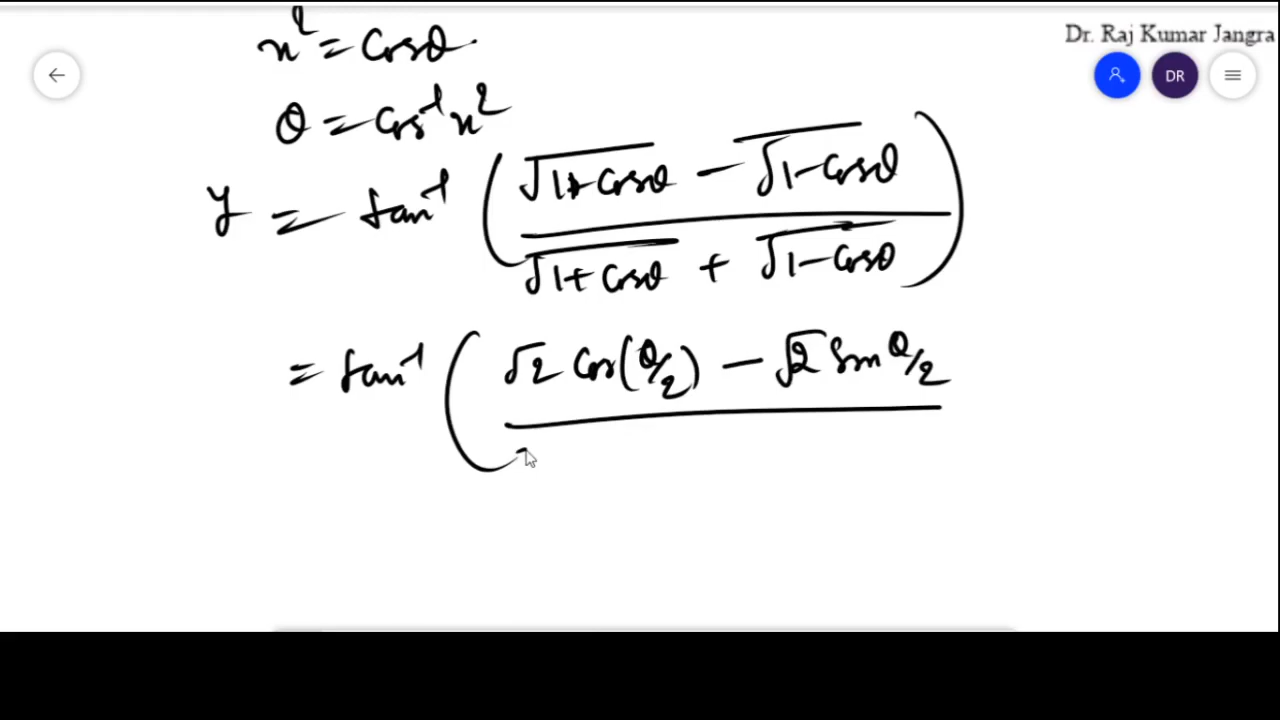 Dr. Raj Kumar Jangra
DR
x² = cosθ
θ = cos⁻¹x²
y = tan⁻¹ ( (√(1+cosθ) − √(1−cosθ)) / (√(1+cosθ) + √(1−cosθ)) )
= tan⁻¹ ( √2 cos(θ/2) − √2 sin θ/2